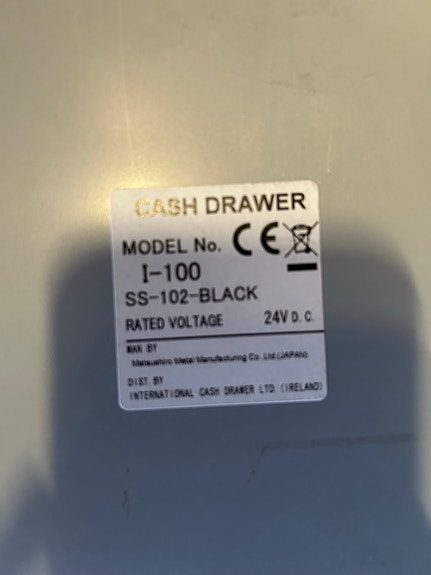 CASH DRAWER
MODEL No. CE
I-100
SS-102-BLACK
RATED VOLTAGE 24V D.C.
MAN BY
Matsushiro Metal Manufacturing Co.,Ltd.(JAPAN)
DIST.BY
INTERNATIONAL CASH DRAWER LTD.(IRELAND)